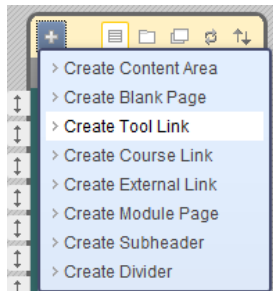 > Create Content Area
> Create Blank Page
> Create Tool Link
> Create Course Link
> Create External Link
> Create Module Page
> Create Subheader
> Create Divider